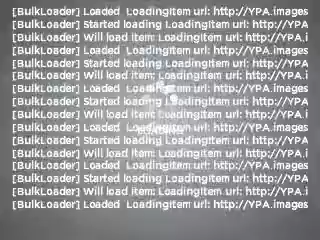 [BulkLoader] Loaded LoadingItem url: http://YPA.images
[BulkLoader] Started loading LoadingItem url: http://YPA
[BulkLoader] Will load item: LoadingItem url: http://YPA.i
[BulkLoader] Loaded LoadingItem url: http://YPA.images
[BulkLoader] Started loading LoadingItem url: http://YPA
[BulkLoader] Will load item: LoadingItem url: http://YPA.i
[BulkLoader] Loaded LoadingItem url: http://YPA.images
[BulkLoader] Started loading LoadingItem url: http://YPA
[BulkLoader] Will load item: LoadingItem url: http://YPA.i
[BulkLoader] Loaded LoadingItem url: http://YPA.images
[BulkLoader] Started loading LoadingItem url: http://YPA
[BulkLoader] Will load item: LoadingItem url: http://YPA.i
[BulkLoader] Loaded LoadingItem url: http://YPA.images
[BulkLoader] Started loading LoadingItem url: http://YPA
[BulkLoader] Will load item: LoadingItem url: http://YPA.i
[BulkLoader] Loaded LoadingItem url: http://YPA.images